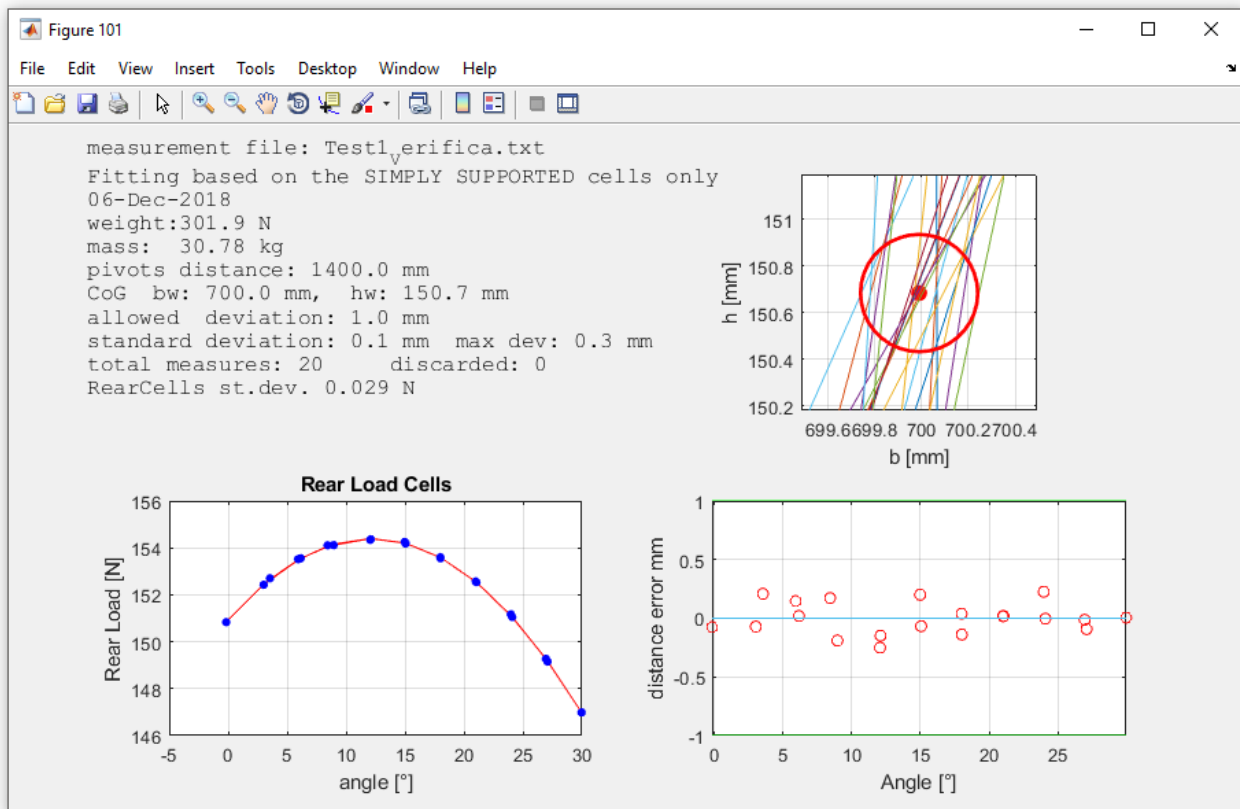 Figure 101
File Edit View Insert Tools Desktop Window Help
measurement file: Test1_Verifica.txt
Fitting based on the SIMPLY SUPPORTED cells only
06-Dec-2018
weight:301.9 N
mass:  30.78 kg
pivots distance: 1400.0 mm
CoG  bw: 700.0 mm,  hw: 150.7 mm
allowed  deviation: 1.0 mm
standard deviation: 0.1 mm  max dev: 0.3 mm
total measures: 20     discarded: 0
RearCells st.dev. 0.029 N
151
150.8
150.6
150.4
150.2
h [mm]
699.6 699.8 700 700.2 700.4
b [mm]
Rear Load Cells
156
154
152
150
148
146
Rear Load [N]
-5 0 5 10 15 20 25 30
angle [°]
1
0.5
0
-0.5
-1
distance error mm
0 5 10 15 20 25
Angle [°]